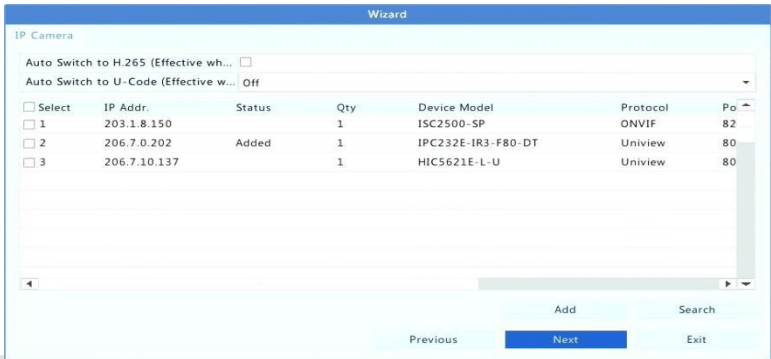 Wizard
IP Camera
Auto Switch to H.265 (Effective wh...
Auto Switch to U-Code (Effective w... Off
Select IP Addr. Status Qty Device Model Protocol Po
1 203.1.8.150 1 ISC2500-SP ONVIF 82
2 206.7.0.202 Added 1 IPC232E-IR3-F80-DT Uniview 80
3 206.7.10.137 1 HIC5621E-L-U Uniview 80
Add Search
Previous Next Exit